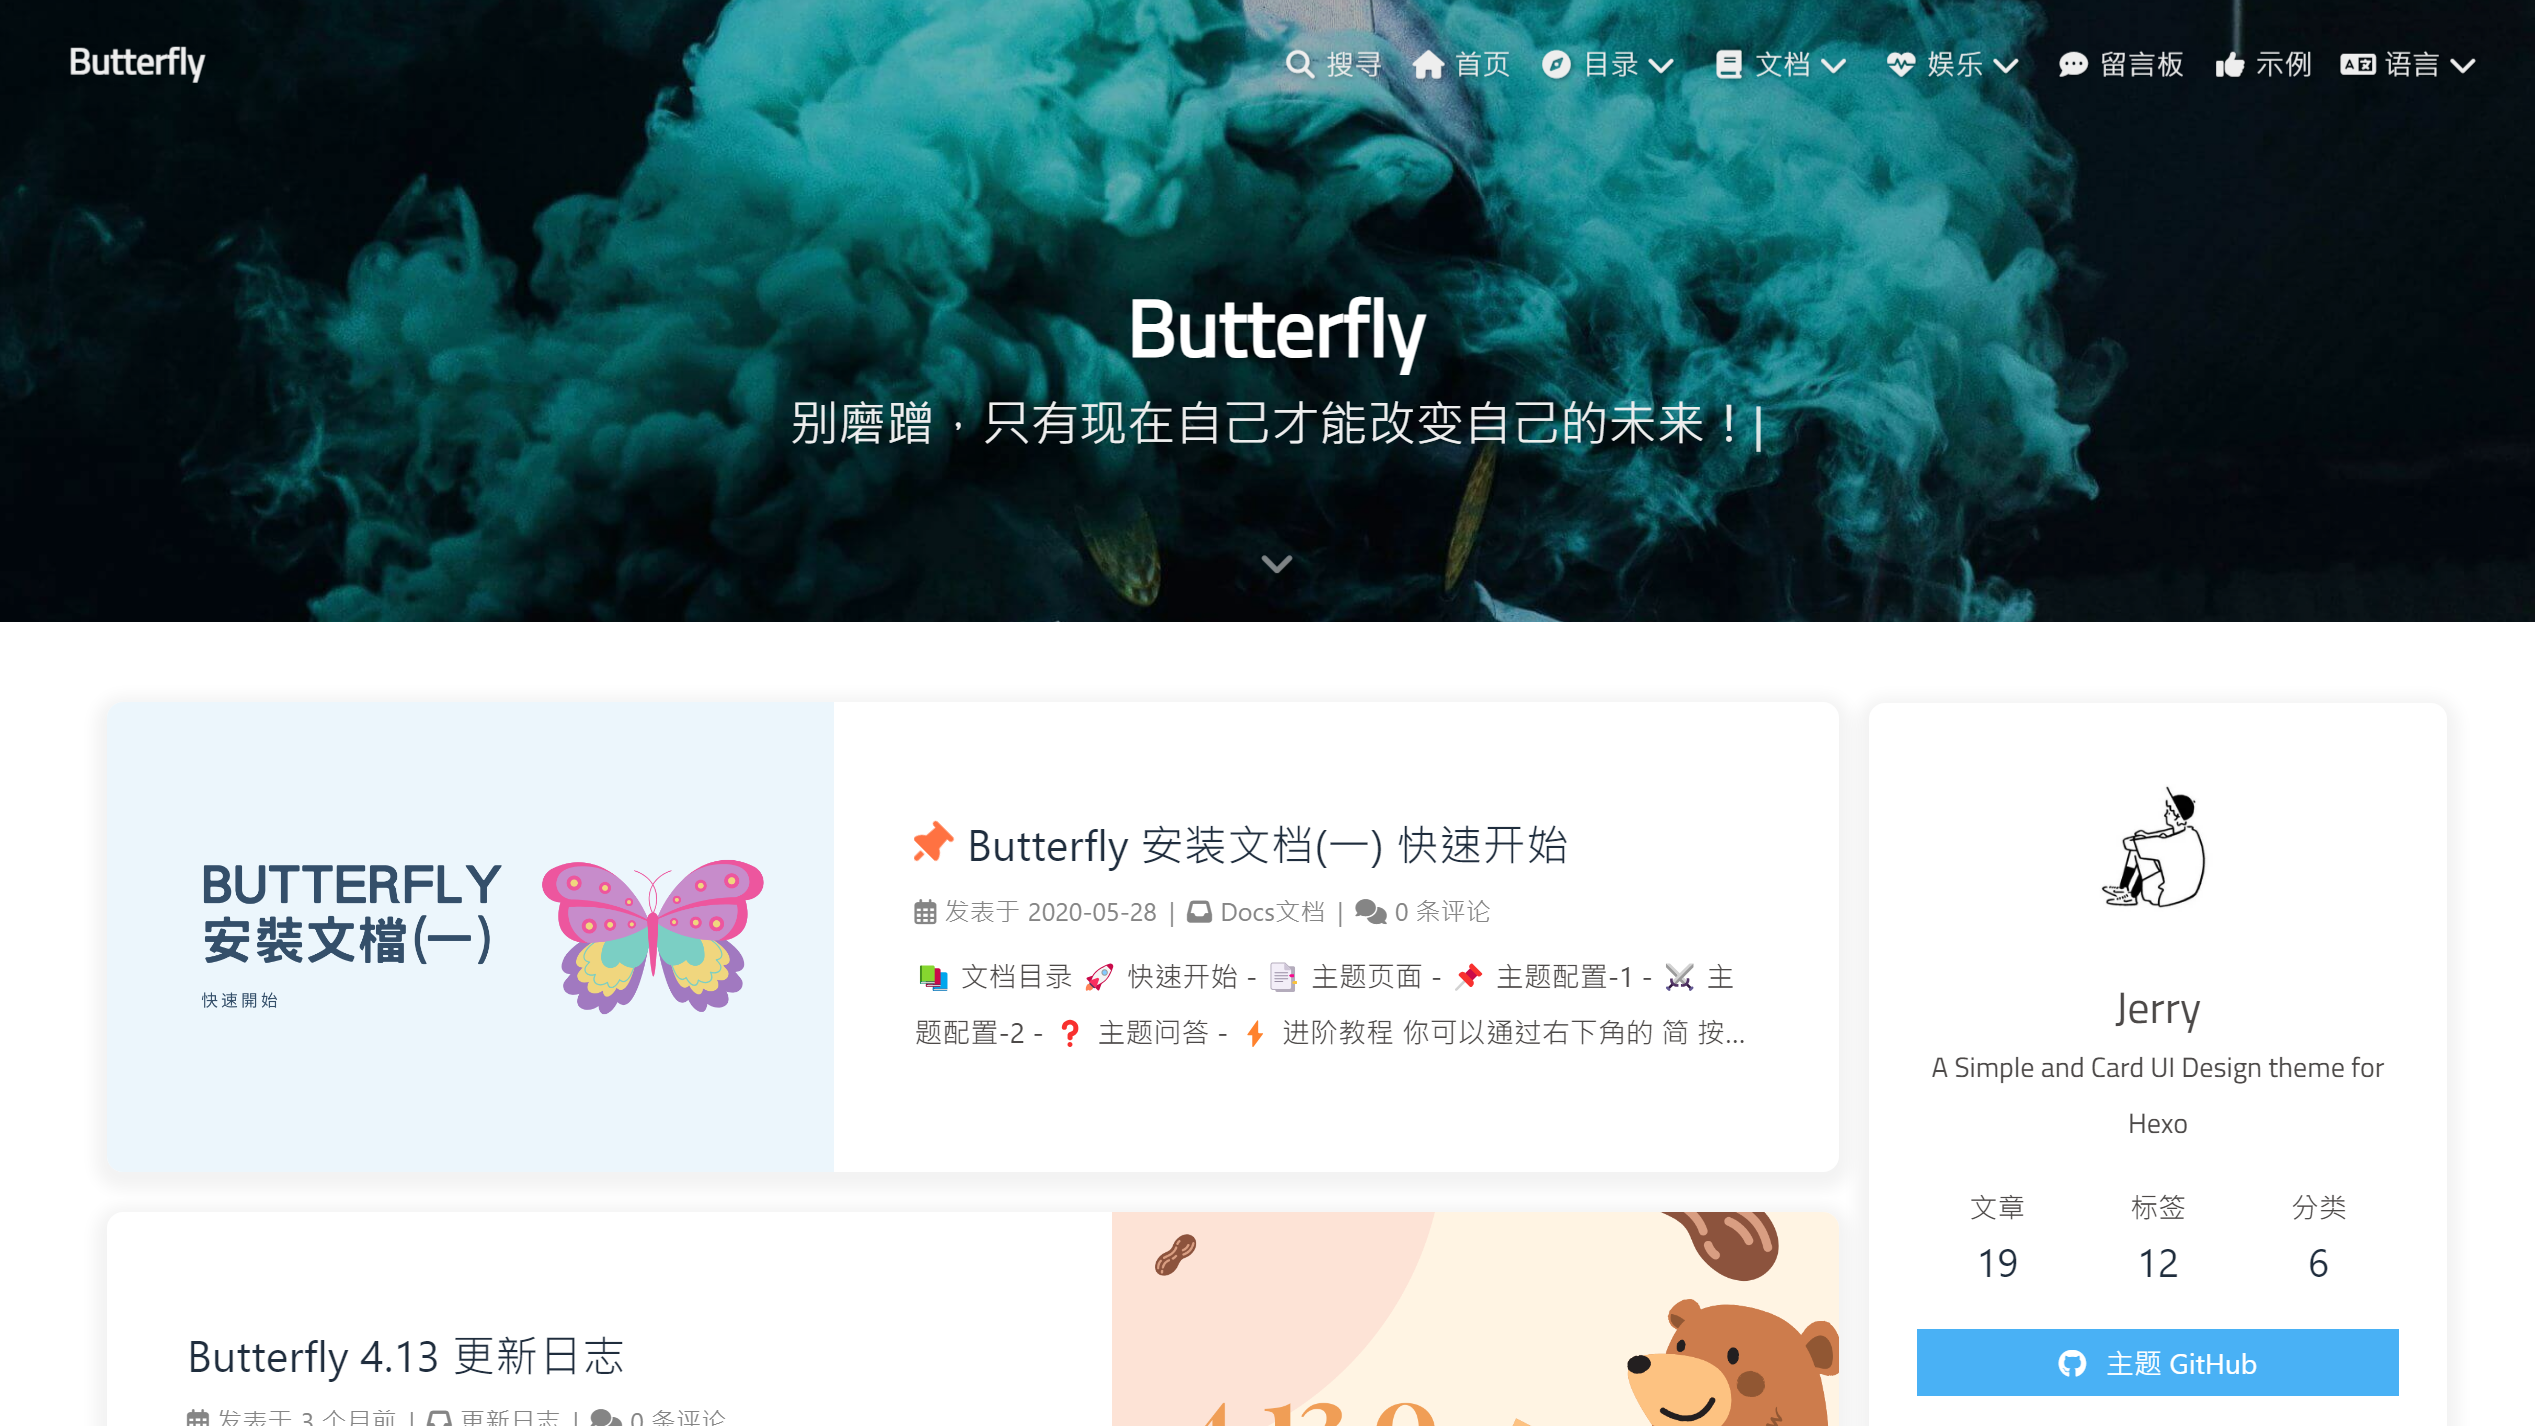 Butterfly
搜寻 首页 目录 文档 娱乐 留言板 示例 语言
Butterfly
别磨蹭，只有现在自己才能改变自己的未来！|
BUTTERFLY
安裝文檔(一)
快速開始
Butterfly 安装文档(一) 快速开始
发表于 2020-05-28 | Docs文档 | 0 条评论
📚 文档目录 🚀 快速开始 - 📑 主题页面 - 📌 主题配置-1 - ⚔️ 主
题配置-2 - ❓ 主题问答 - ⚡️ 进阶教程 你可以通过右下角的 简 按...
Jerry
A Simple and Card UI Design theme for
Hexo
文章 标签 分类
19 12 6
主题 GitHub
Butterfly 4.13 更新日志
发表于 3 个月前 | 更新日志 | 0 条评论
4.13.0